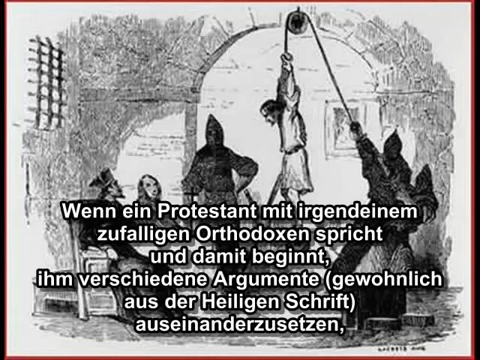 Wenn ein Protestant mit irgendeinem
zufalligen Orthodoxen spricht
und damit beginnt,
ihm verschiedene Argumente (gewohnlich
aus der Heiligen Schrift)
auseinanderzusetzen,